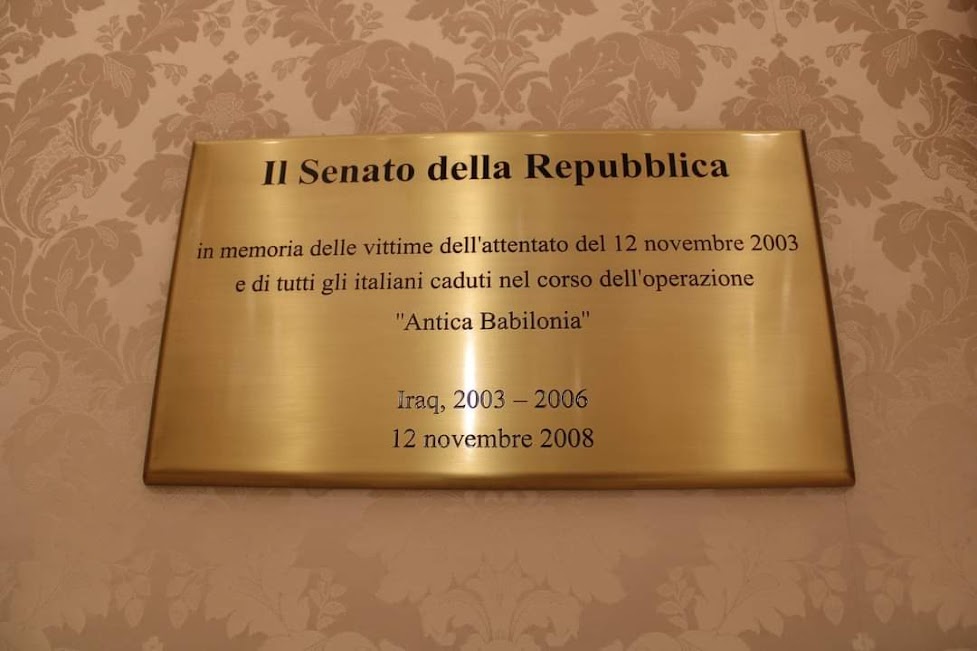 Il Senato della Repubblica
in memoria delle vittime dell'attentato del 12 novembre 2003
e di tutti gli italiani caduti nel corso dell'operazione
"Antica Babilonia"
Iraq, 2003 – 2006
12 novembre 2008